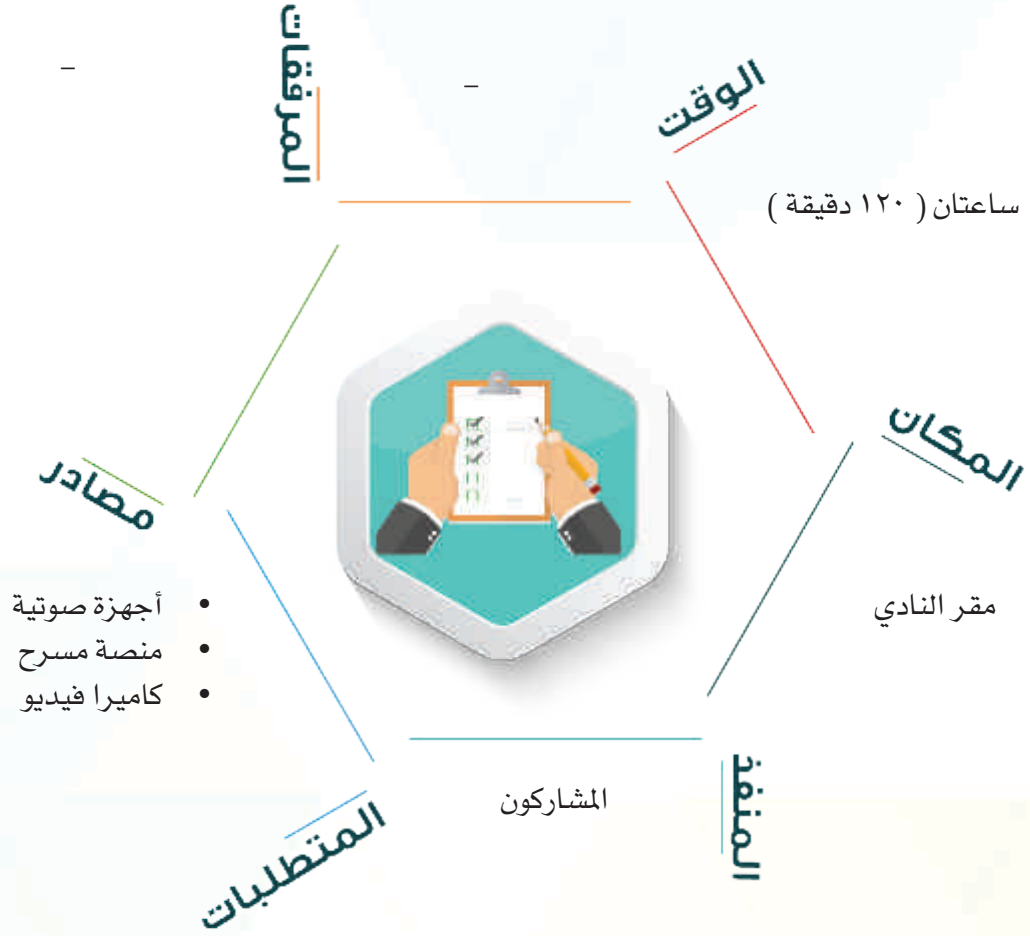 المرفقات
–
–
الوقت
ساعتان ( ١٢٠ دقيقة )
المكان
مقر النادي
المنفذ
المشاركون
المتطلبات
• أجهزة صوتية
• منصة مسرح
• كاميرا فيديو
مصادر